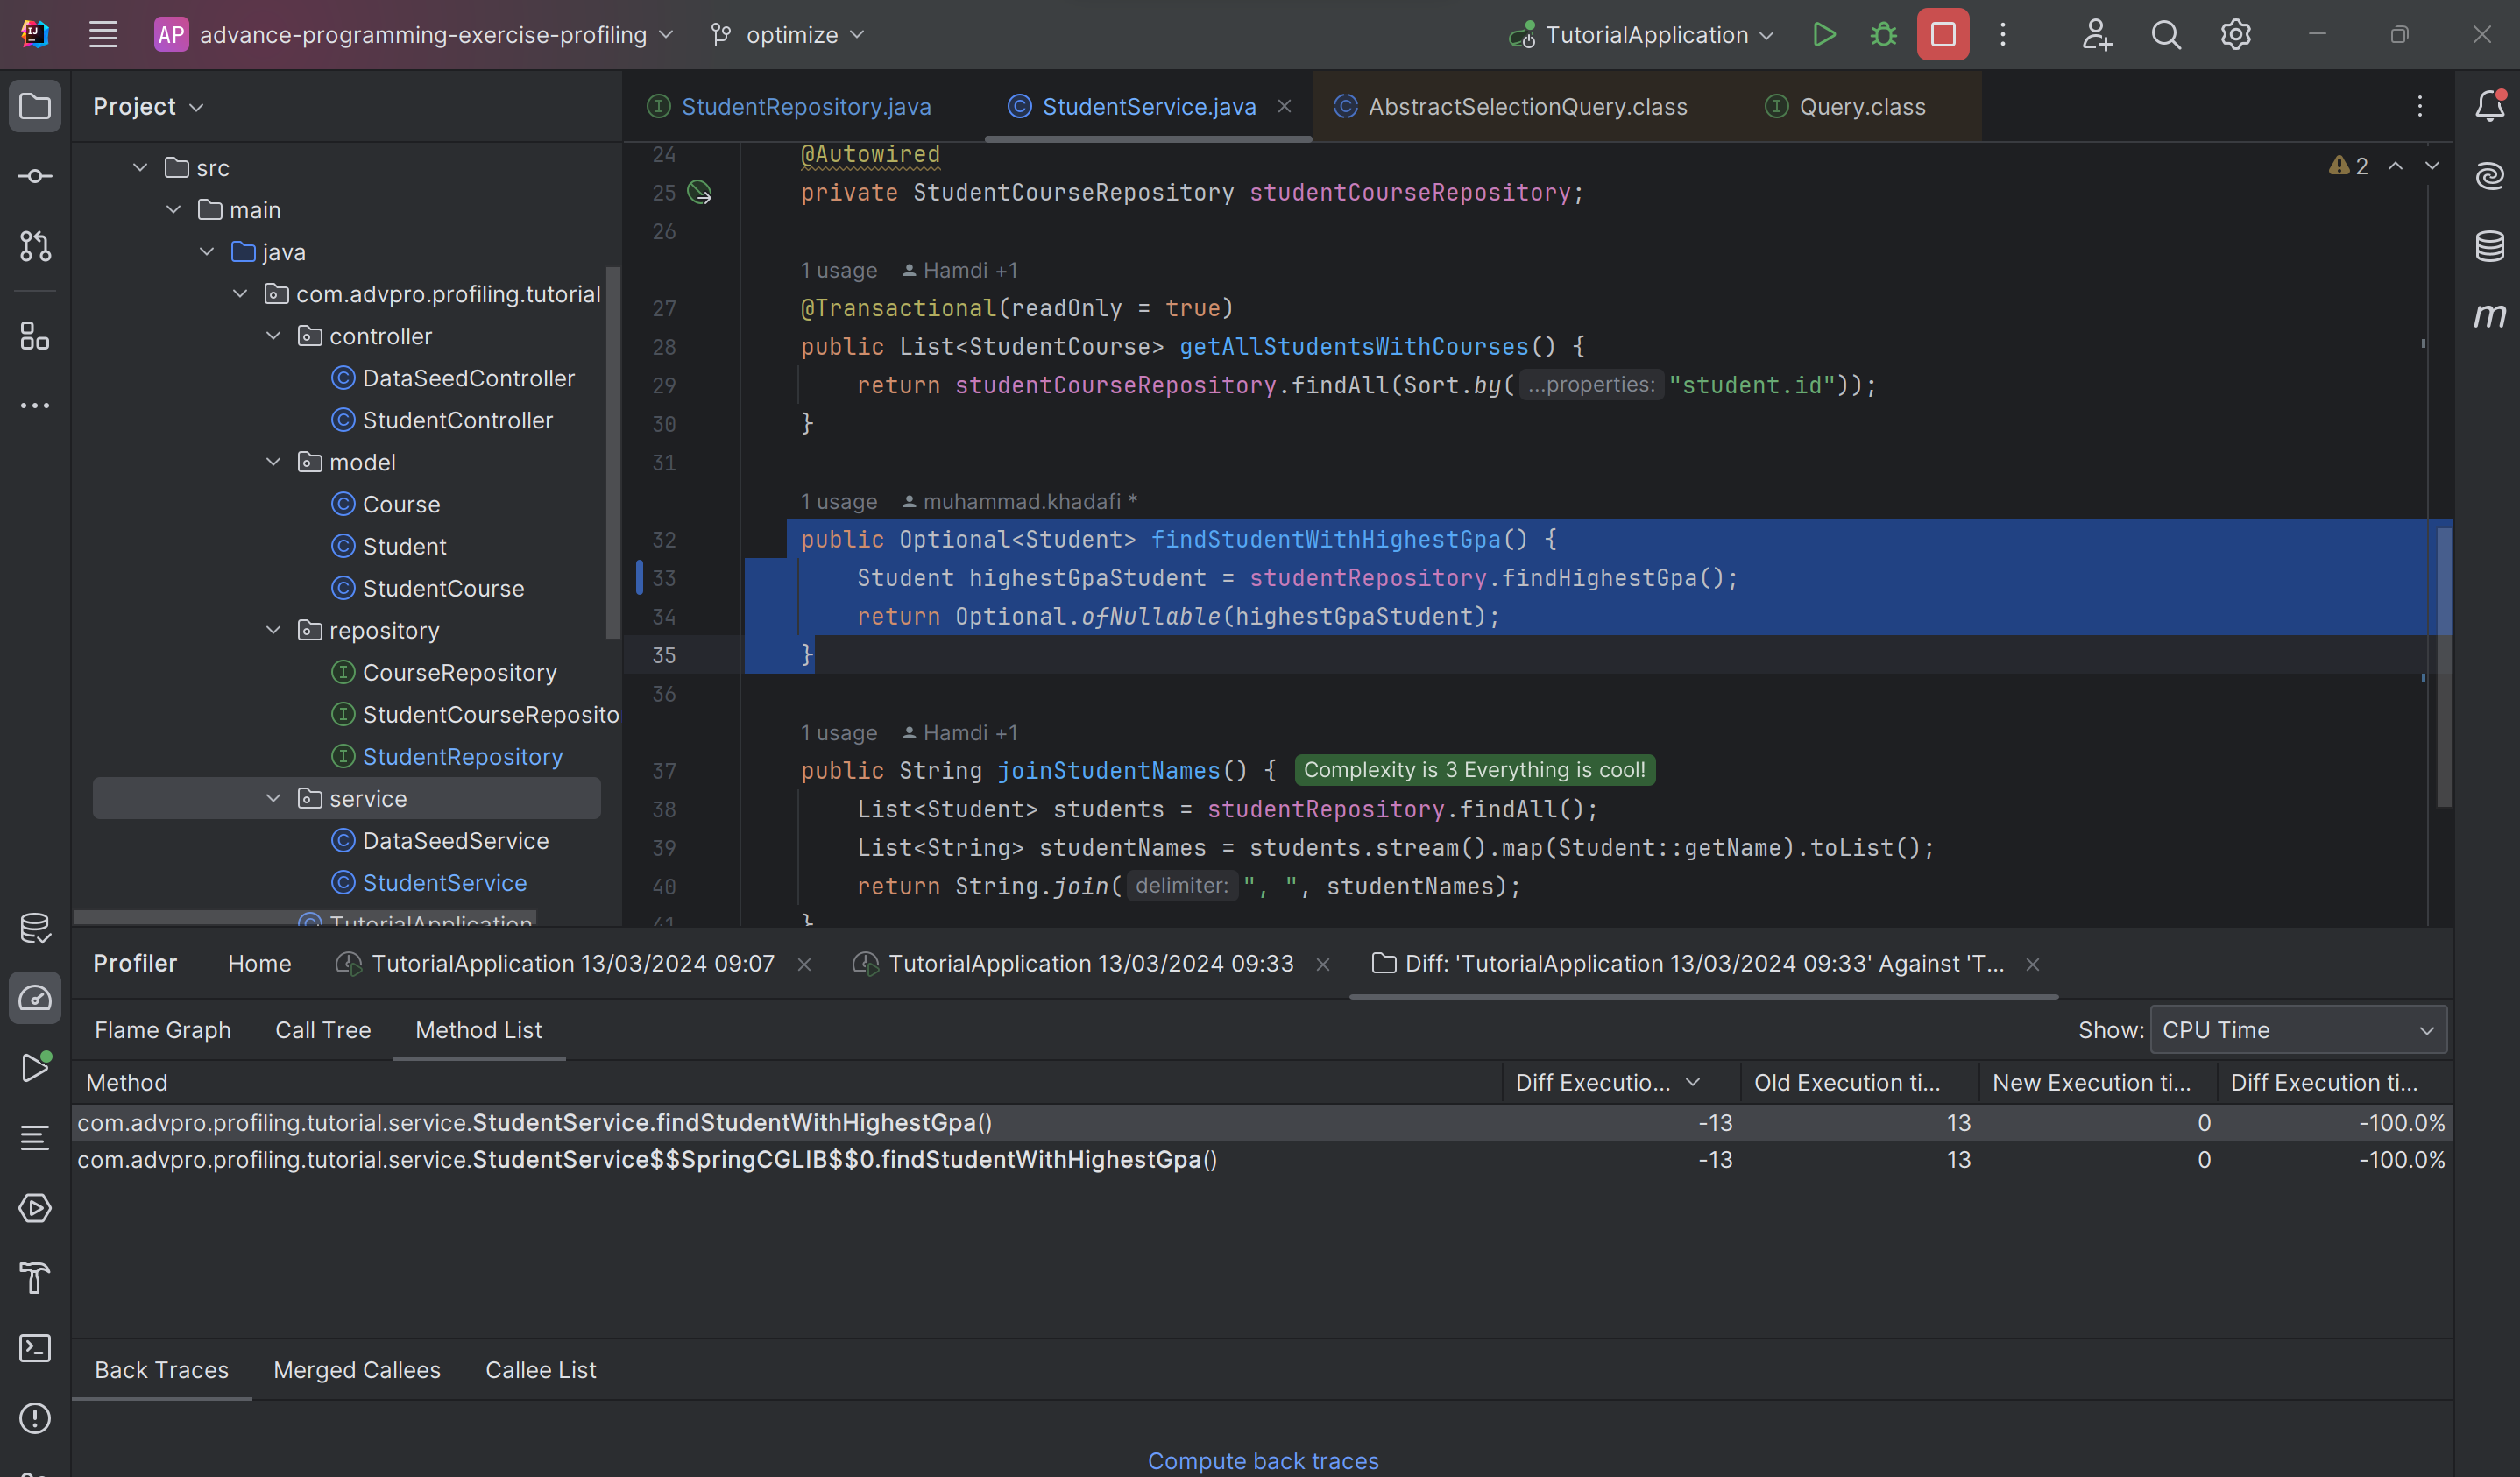 AP advance-programming-exercise-profiling optimize TutorialApplication
Project
src
main
java
com.advpro.profiling.tutorial
controller
DataSeedController
StudentController
model
Course
Student
StudentCourse
repository
CourseRepository
StudentCourseReposito
StudentRepository
service
DataSeedService
StudentService
TutorialApplication
StudentRepository.java StudentService.java AbstractSelectionQuery.class Query.class
2
24 @Autowired
25 private StudentCourseRepository studentCourseRepository;
26
1 usage Hamdi +1
27 @Transactional(readOnly = true)
28 public List<StudentCourse> getAllStudentsWithCourses() {
29 return studentCourseRepository.findAll(Sort.by( ...properties: "student.id"));
30 }
31
1 usage muhammad.khadafi *
32 public Optional<Student> findStudentWithHighestGpa() {
33 Student highestGpaStudent = studentRepository.findHighestGpa();
34 return Optional.ofNullable(highestGpaStudent);
35 }
36
1 usage Hamdi +1
37 public String joinStudentNames() { Complexity is 3 Everything is cool!
38 List<Student> students = studentRepository.findAll();
39 List<String> studentNames = students.stream().map(Student::getName).toList();
40 return String.join( delimiter: ", ", studentNames);
41 }
Profiler Home TutorialApplication 13/03/2024 09:07 TutorialApplication 13/03/2024 09:33 Diff: 'TutorialApplication 13/03/2024 09:33' Against 'T...
Flame Graph Call Tree Method List Show: CPU Time
Method Diff Executio... Old Execution ti... New Execution ti... Diff Execution ti...
com.advpro.profiling.tutorial.service.StudentService.findStudentWithHighestGpa() -13 13 0 -100.0%
com.advpro.profiling.tutorial.service.StudentService$$SpringCGLIB$$0.findStudentWithHighestGpa() -13 13 0 -100.0%
Back Traces Merged Callees Callee List
Compute back traces